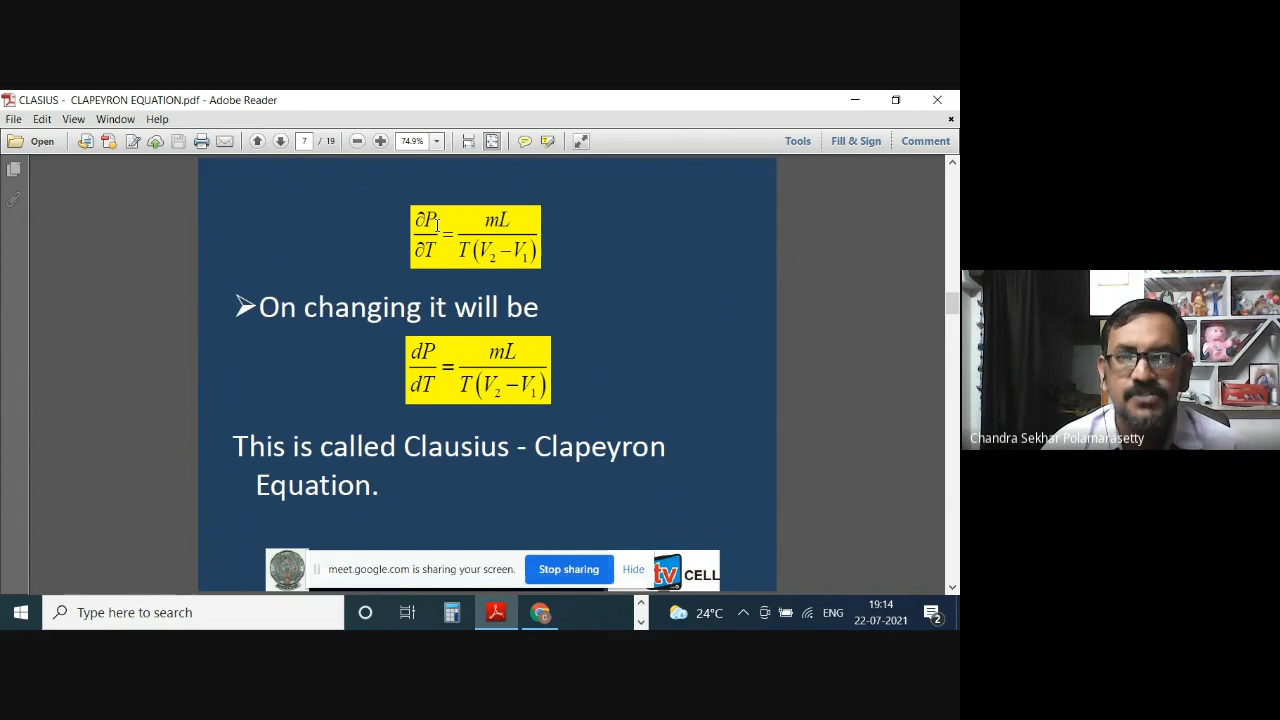 CLASIUS - CLAPEYRON EQUATION.pdf - Adobe Reader
File Edit View Window Help
Open 7 / 19 74.9% Tools Fill & Sign Comment
∂P/∂T = mL/T(V₂ − V₁)
➢On changing it will be
dP/dT = mL/T(V₂ − V₁)
This is called Clausius - Clapeyron
Equation.
Chandra Sekhar Polamarasetty
meet.google.com is sharing your screen. Stop sharing Hide
tv CELL
Type here to search
24°C ENG 19:14
22-07-2021 2